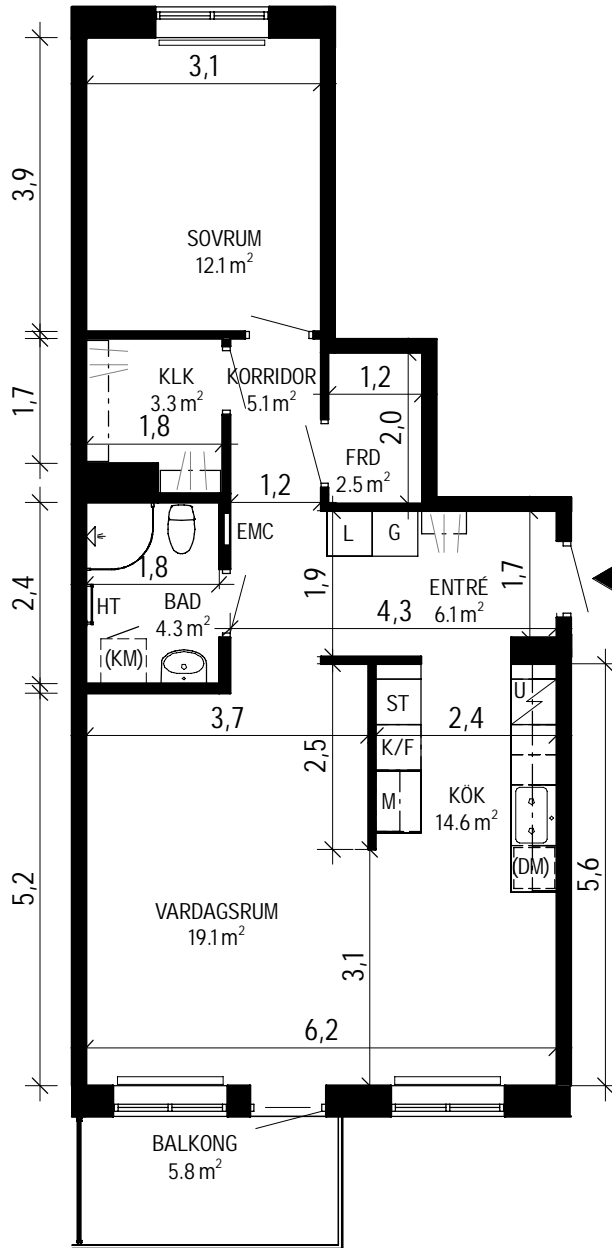 3,1
3,9
SOVRUM
12.1 m²
KLK
3.3 m²
KORRIDOR
5.1 m²
1,7
1,8
1,2
2,0
FRD
2.5 m²
1,2
EMC
L
G
1,8
HT
BAD
4.3 m²
(KM)
2,4
1,9
1,7
ENTRÉ
6.1 m²
4,3
3,7
2,5
ST
K/F
M
2,4
U
KÖK
14.6 m²
(DM)
5,2
5,6
VARDAGSRUM
19.1 m²
3,1
6,2
BALKONG
5.8 m²